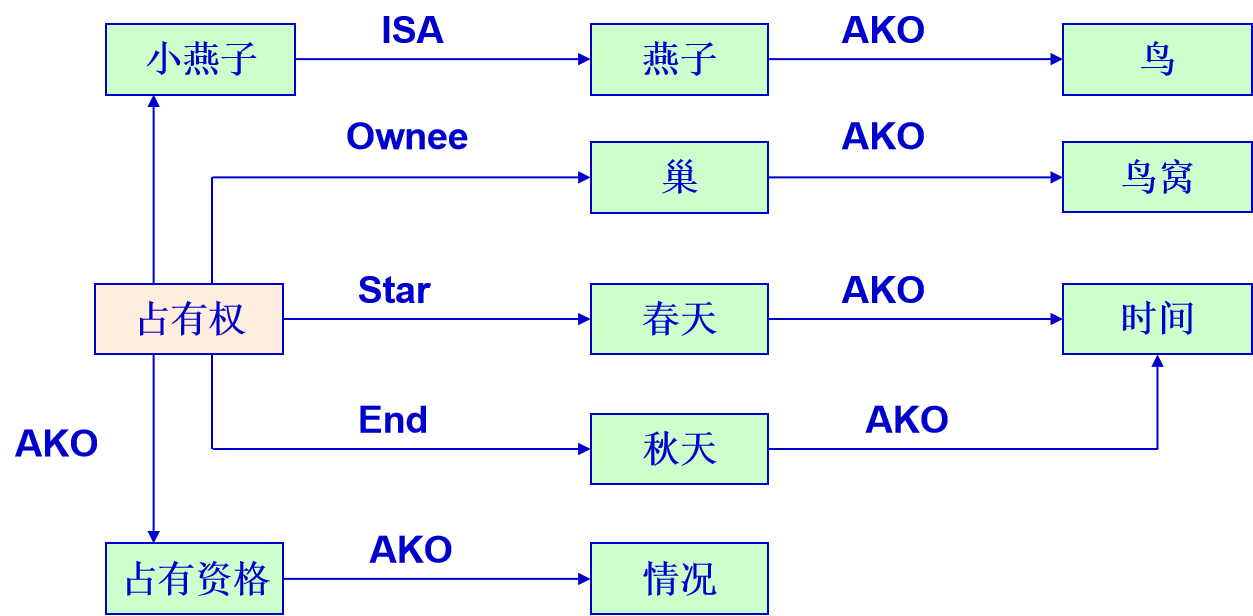 ISA
AKO
小燕子
燕子
鸟
Ownee
AKO
巢
鸟窝
Star
AKO
占有权
春天
时间
End
AKO
AKO
秋天
AKO
占有资格
情况